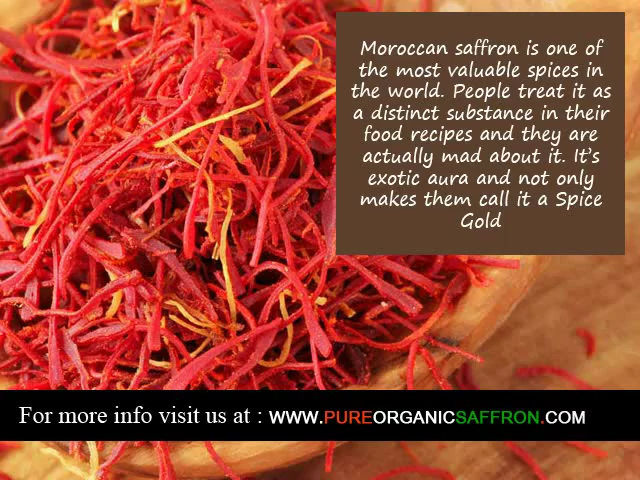 Moroccan saffron is one of
the most valuable spices in
the world. People treat it as
a distinct substance in their
food recipes and they are
actually mad about it. It's
exotic aura and not only
makes them call it a Spice
Gold
For more info visit us at : WWW.PUREORGANICSAFFRON.COM